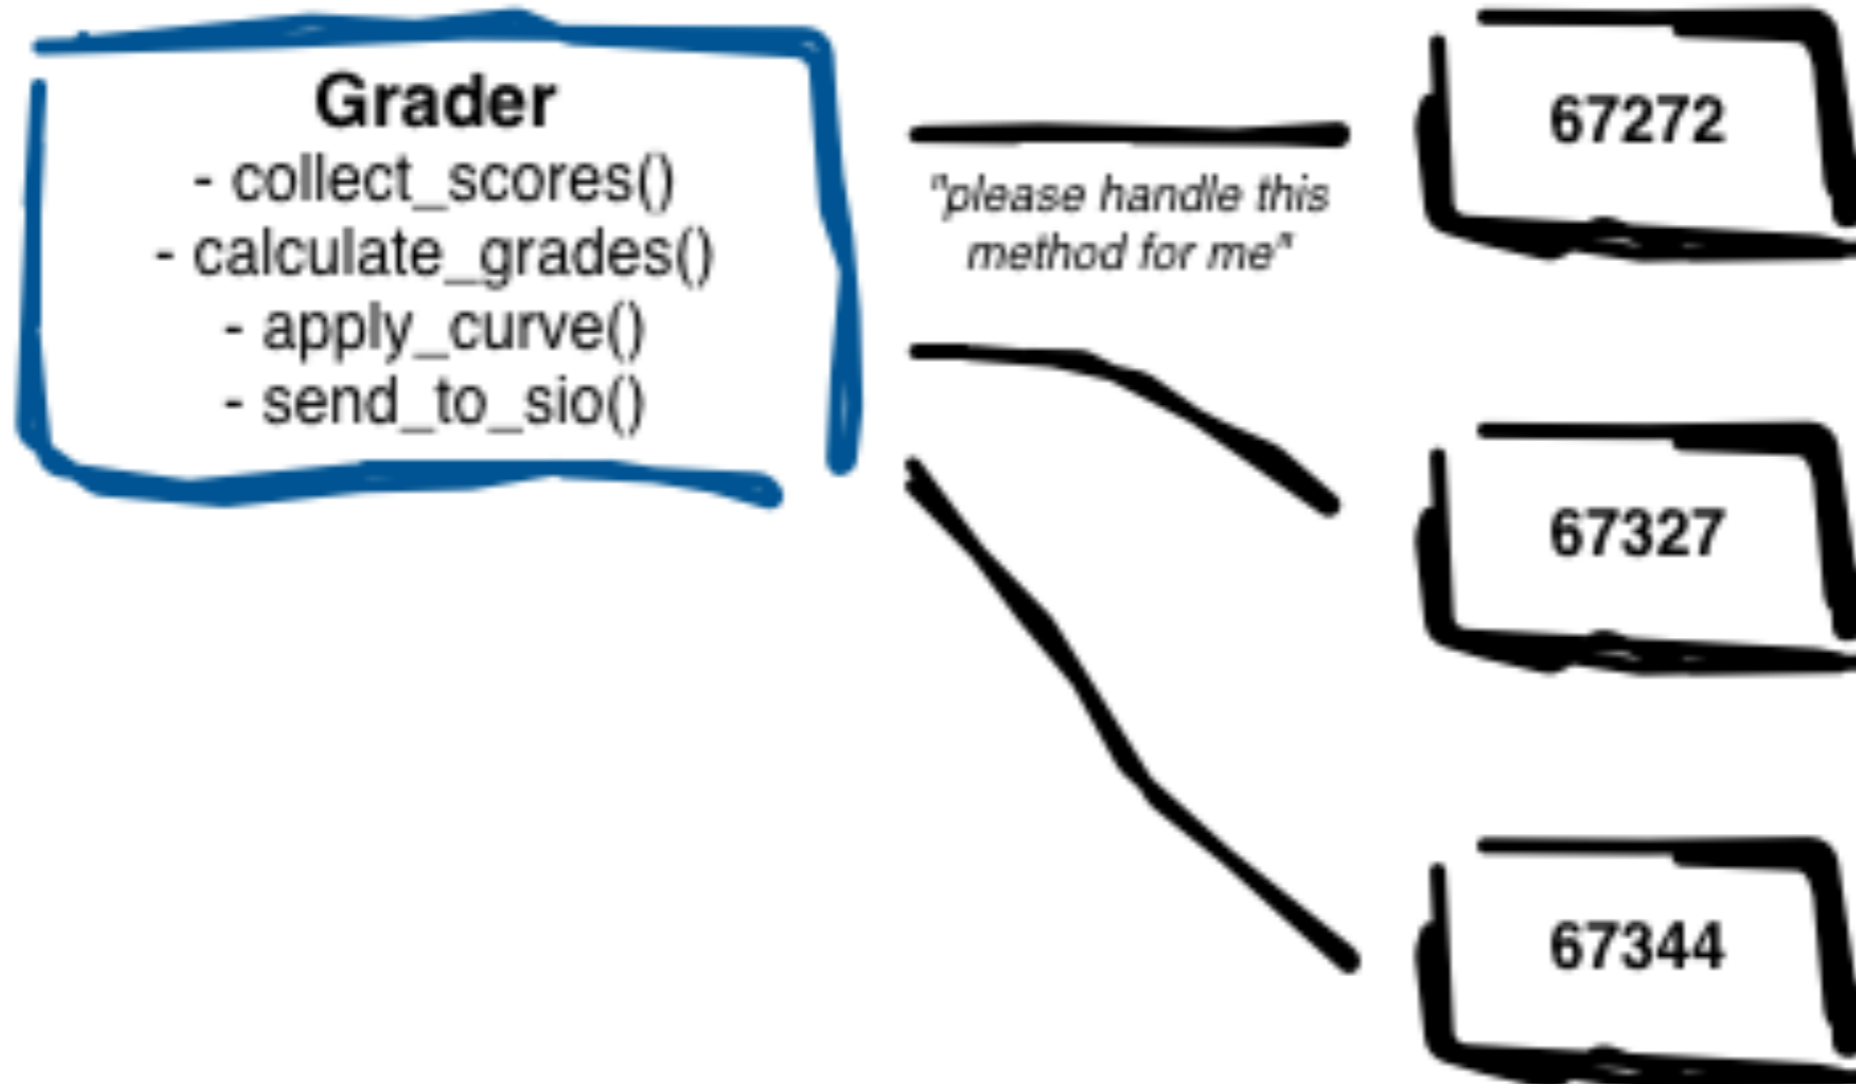 Grader
- collect_scores()
- calculate_grades()
- apply_curve()
- send_to_sio()
"please handle this
method for me"
67272
67327
67344